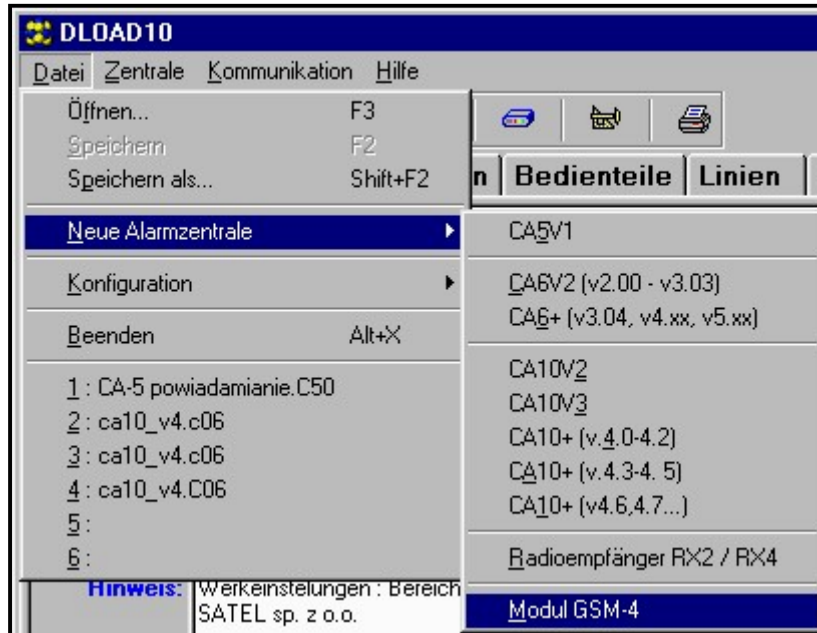 DLOAD10
Datei Zentrale Kommunikation Hilfe
Öffnen... F3
Speichern F2
Speichern als... Shift+F2
n Bedienteile Linien
Neue Alarmzentrale
CA5V1
Konfiguration
CA6V2 (v2.00 - v3.03)
CA6+ (v3.04, v4.xx, v5.xx)
Beenden Alt+X
CA10V2
CA10V3
CA10+ (v.4.0-4.2)
CA10+ (v.4.3-4. 5)
CA10+ (v4.6,4.7...)
1 : CA-5 powiadamianie.C50
2 : ca10_v4.c06
3 : ca10_v4.c06
4 : ca10_v4.C06
5 :
6 :
Radioempfänger RX2 / RX4
Modul GSM-4
Hinweis: Werkeinstelungen : Bereich
SATEL sp. z o.o.